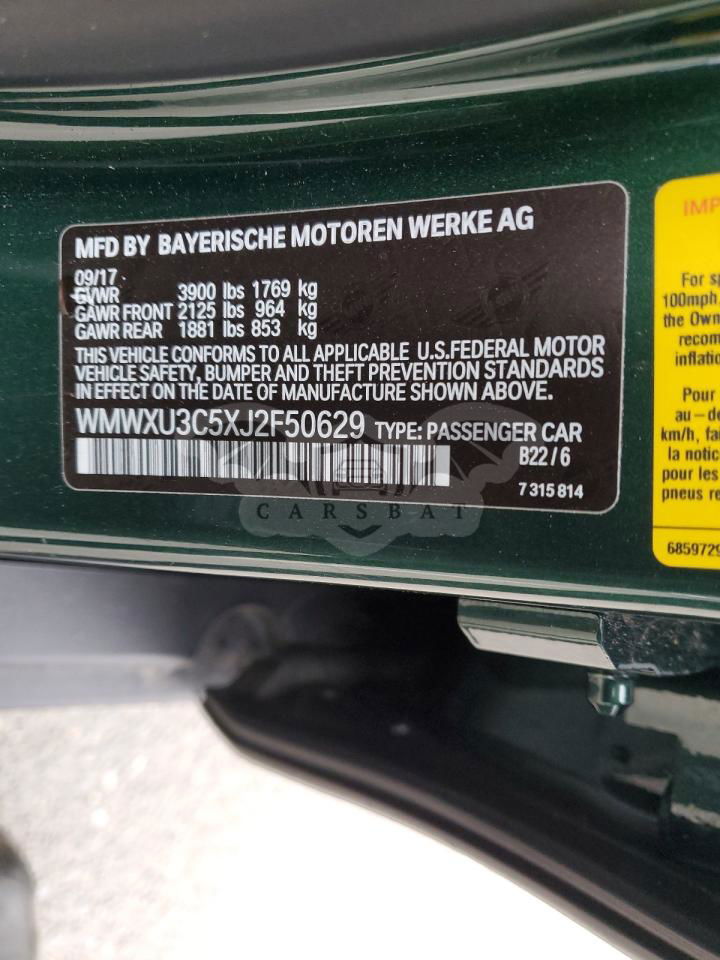 MFD BY BAYERISCHE MOTOREN WERKE AG
09/17
GVWR 3900 lbs 1769 kg
GAWR FRONT 2125 lbs 964 kg
GAWR REAR 1881 lbs 853 kg
THIS VEHICLE CONFORMS TO ALL APPLICABLE U.S.FEDERAL MOTOR
VEHICLE SAFETY, BUMPER AND THEFT PREVENTION STANDARDS
IN EFFECT ON THE DATE OF MANUFACTURE SHOWN ABOVE.
WMWXU3C5XJ2F50629 TYPE: PASSENGER CAR
B22/6
7 315 814
CARSBAT
IMP
For sp
100mph,
the Own
recom
inflatio
Pour
au-de
km/h, fai
la notic
pour les
pneus re
6859729